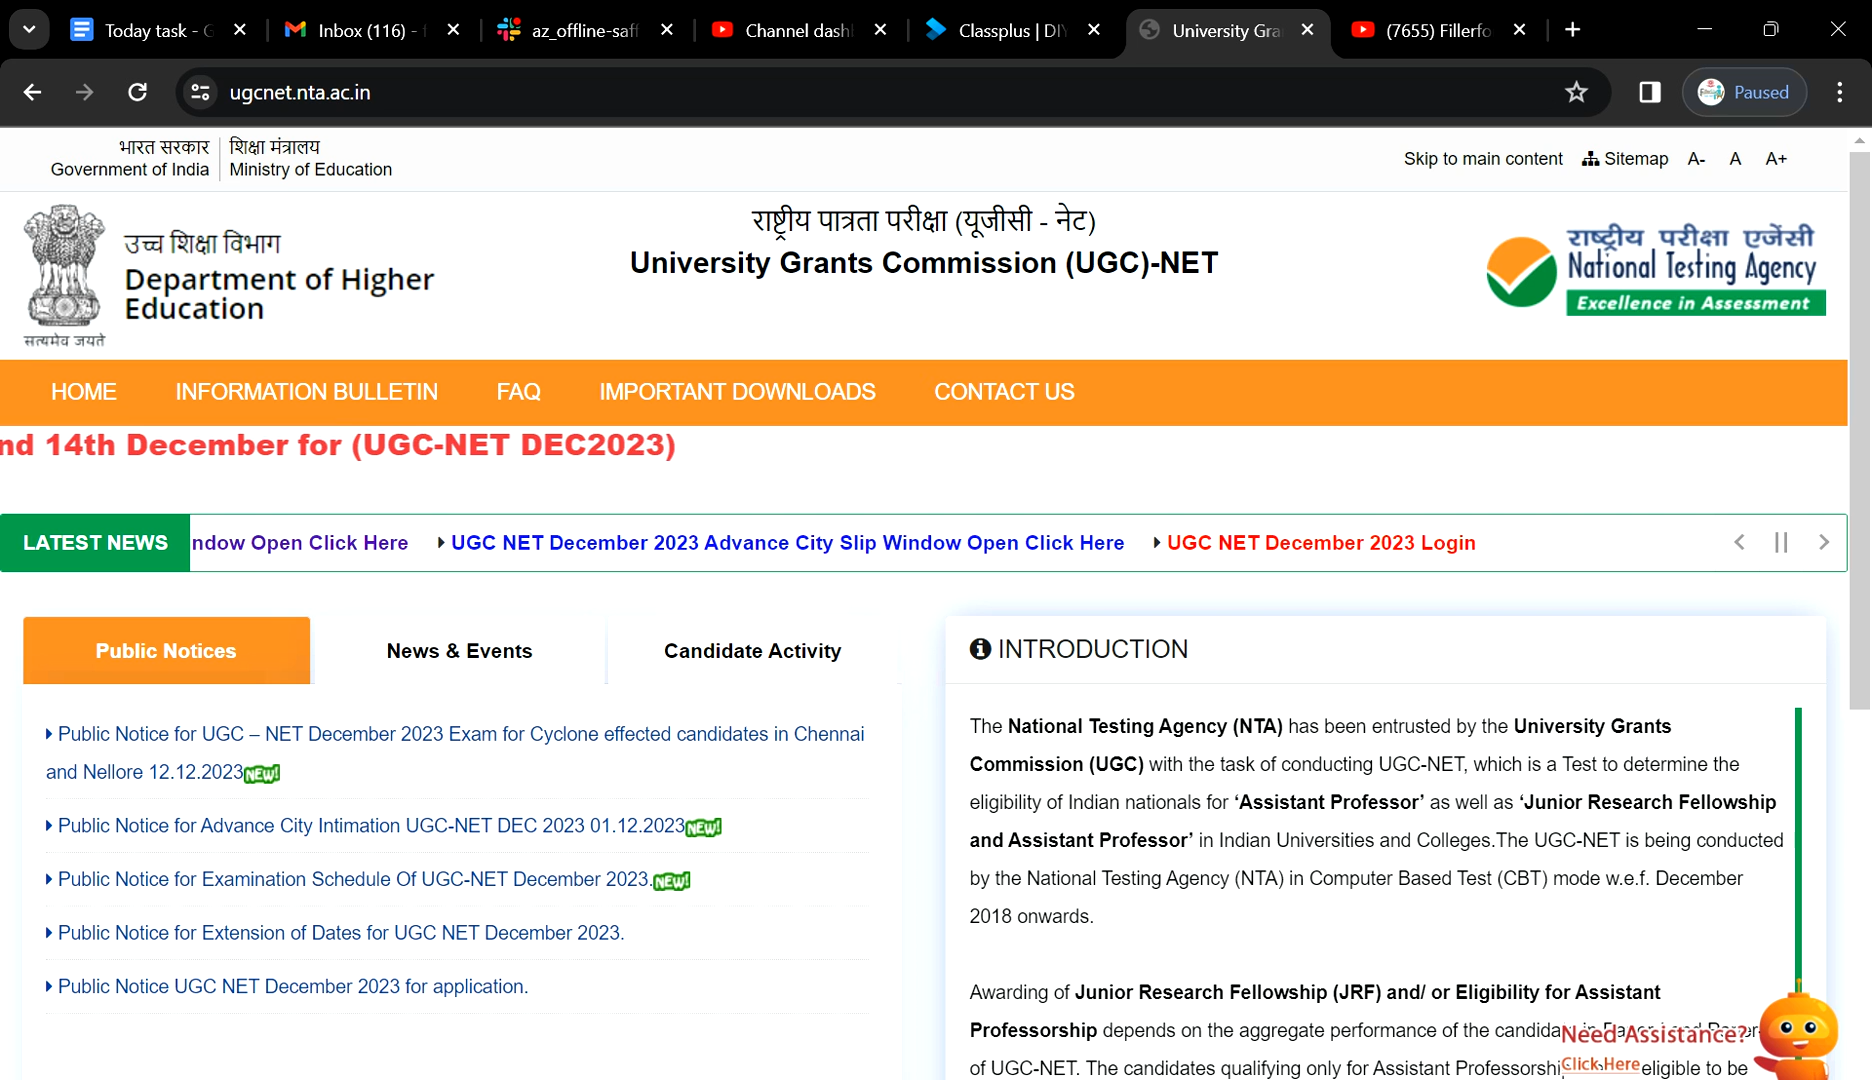 Today task - G
Inbox (116) -
az_offline-saff
Channel dash
Classplus | DIY
University Gra
(7655) Fillerfo
ugcnet.nta.ac.in
Paused
भारत सरकार
Government of India
शिक्षा मंत्रालय
Ministry of Education
Skip to main content
Sitemap
A-
A
A+
उच्च शिक्षा विभाग
Department of Higher
Education
सत्यमेव जयते
राष्ट्रीय पात्रता परीक्षा (यूजीसी - नेट)
University Grants Commission (UGC)-NET
राष्ट्रीय परीक्षा एजेंसी
National Testing Agency
Excellence in Assessment
HOME
INFORMATION BULLETIN
FAQ
IMPORTANT DOWNLOADS
CONTACT US
nd 14th December for (UGC-NET DEC2023)
LATEST NEWS
ndow Open Click Here
UGC NET December 2023 Advance City Slip Window Open Click Here
UGC NET December 2023 Login
Public Notices
News & Events
Candidate Activity
Public Notice for UGC – NET December 2023 Exam for Cyclone effected candidates in Chennai
and Nellore 12.12.2023 NEW!
Public Notice for Advance City Intimation UGC-NET DEC 2023 01.12.2023 NEW!
Public Notice for Examination Schedule Of UGC-NET December 2023. NEW!
Public Notice for Extension of Dates for UGC NET December 2023.
Public Notice UGC NET December 2023 for application.
INTRODUCTION
The National Testing Agency (NTA) has been entrusted by the University Grants
Commission (UGC) with the task of conducting UGC-NET, which is a Test to determine the
eligibility of Indian nationals for ‘Assistant Professor’ as well as ‘Junior Research Fellowship
and Assistant Professor’ in Indian Universities and Colleges.The UGC-NET is being conducted
by the National Testing Agency (NTA) in Computer Based Test (CBT) mode w.e.f. December
2018 onwards.
Awarding of Junior Research Fellowship (JRF) and/ or Eligibility for Assistant
Professorship depends on the aggregate performance of the candida
of UGC-NET. The candidates qualifying only for Assistant Professorshi
eligible to be
Need Assistance?
Click Here